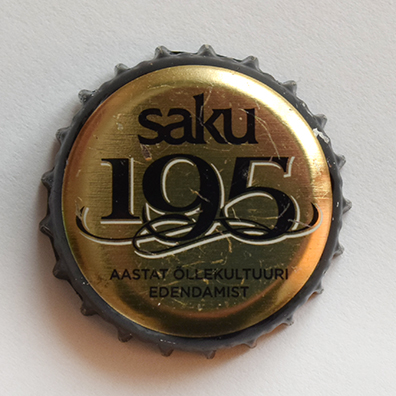 saku
195
AASTAT ÕLLEKULTUURI
EDENDAMIST